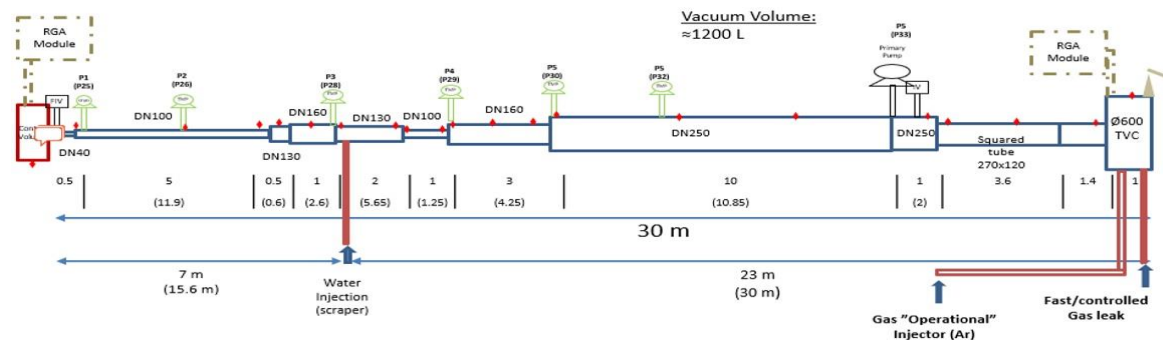 Vacuum Volume:
≈1200 L
RGA
Module
RGA
Module
P1
(P25)
P2
(P26)
P3
(P28)
P4
(P29)
P5
(P30)
P5
(P32)
P5
(P33)
Primary
Pump
DN40
DN100
DN130
DN160
DN130
DN100
DN160
DN250
DN250
Squared
tube
270x120
Ø600
TVC
0.5
5
(11.9)
0.5
(0.6)
1
(2.6)
2
(5.65)
1
(1.25)
3
(4.25)
10
(10.85)
1
(2)
3.6
1.4
1
30 m
7 m
(15.6 m)
23 m
(30 m)
Water
Injection
(scraper)
Gas "Operational"
Injector (Ar)
Fast/controlled
Gas leak